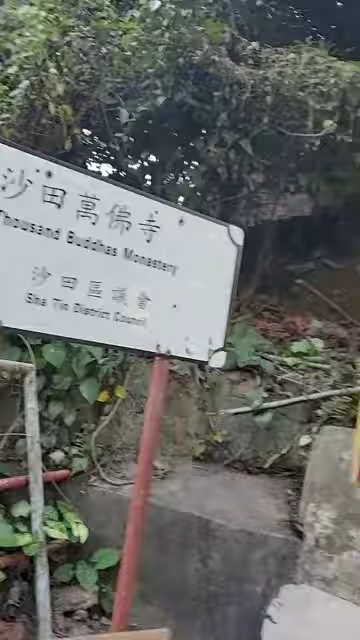 沙田萬佛寺
Thousand Buddhas Monastery
沙田區議會
Sha Tin District Council